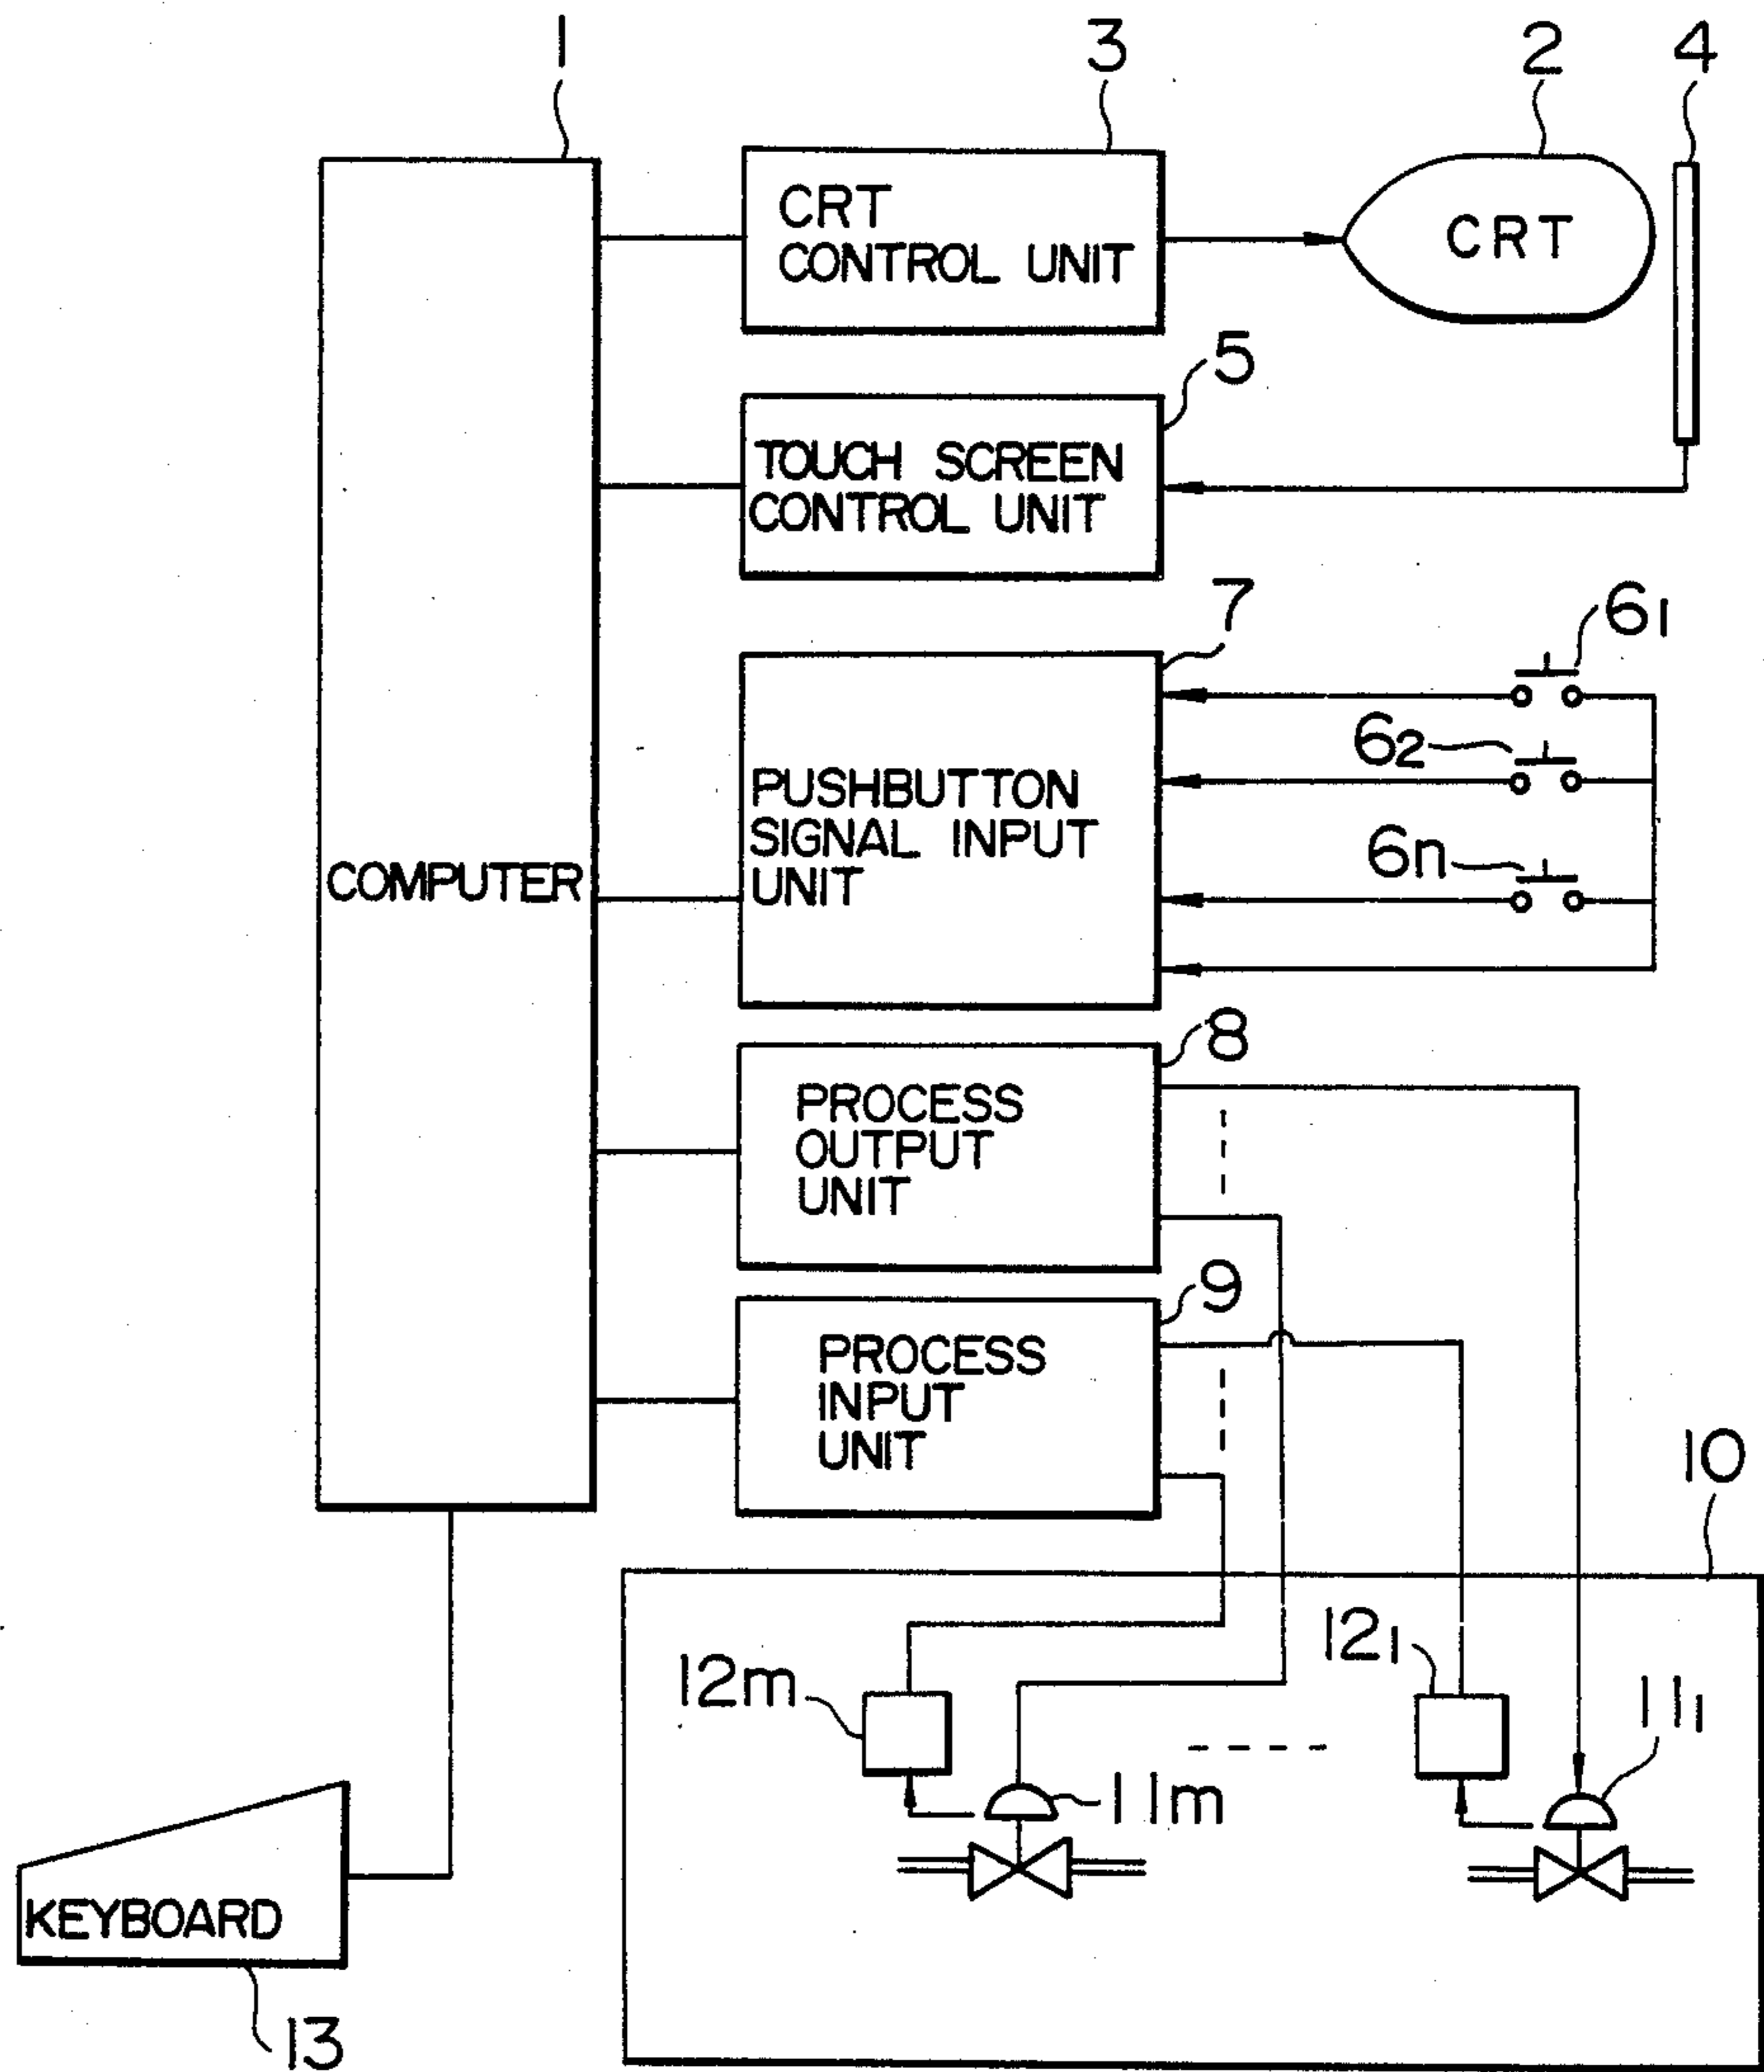 1
3
2
4
CRT
CONTROL UNIT
CRT
5
TOUCH SCREEN
CONTROL UNIT
7
6₁
6₂
6n
PUSHBUTTON
SIGNAL INPUT
UNIT
COMPUTER
8
PROCESS
OUTPUT
UNIT
9
PROCESS
INPUT
UNIT
10
12m
12₁
11₁
11m
KEYBOARD
13